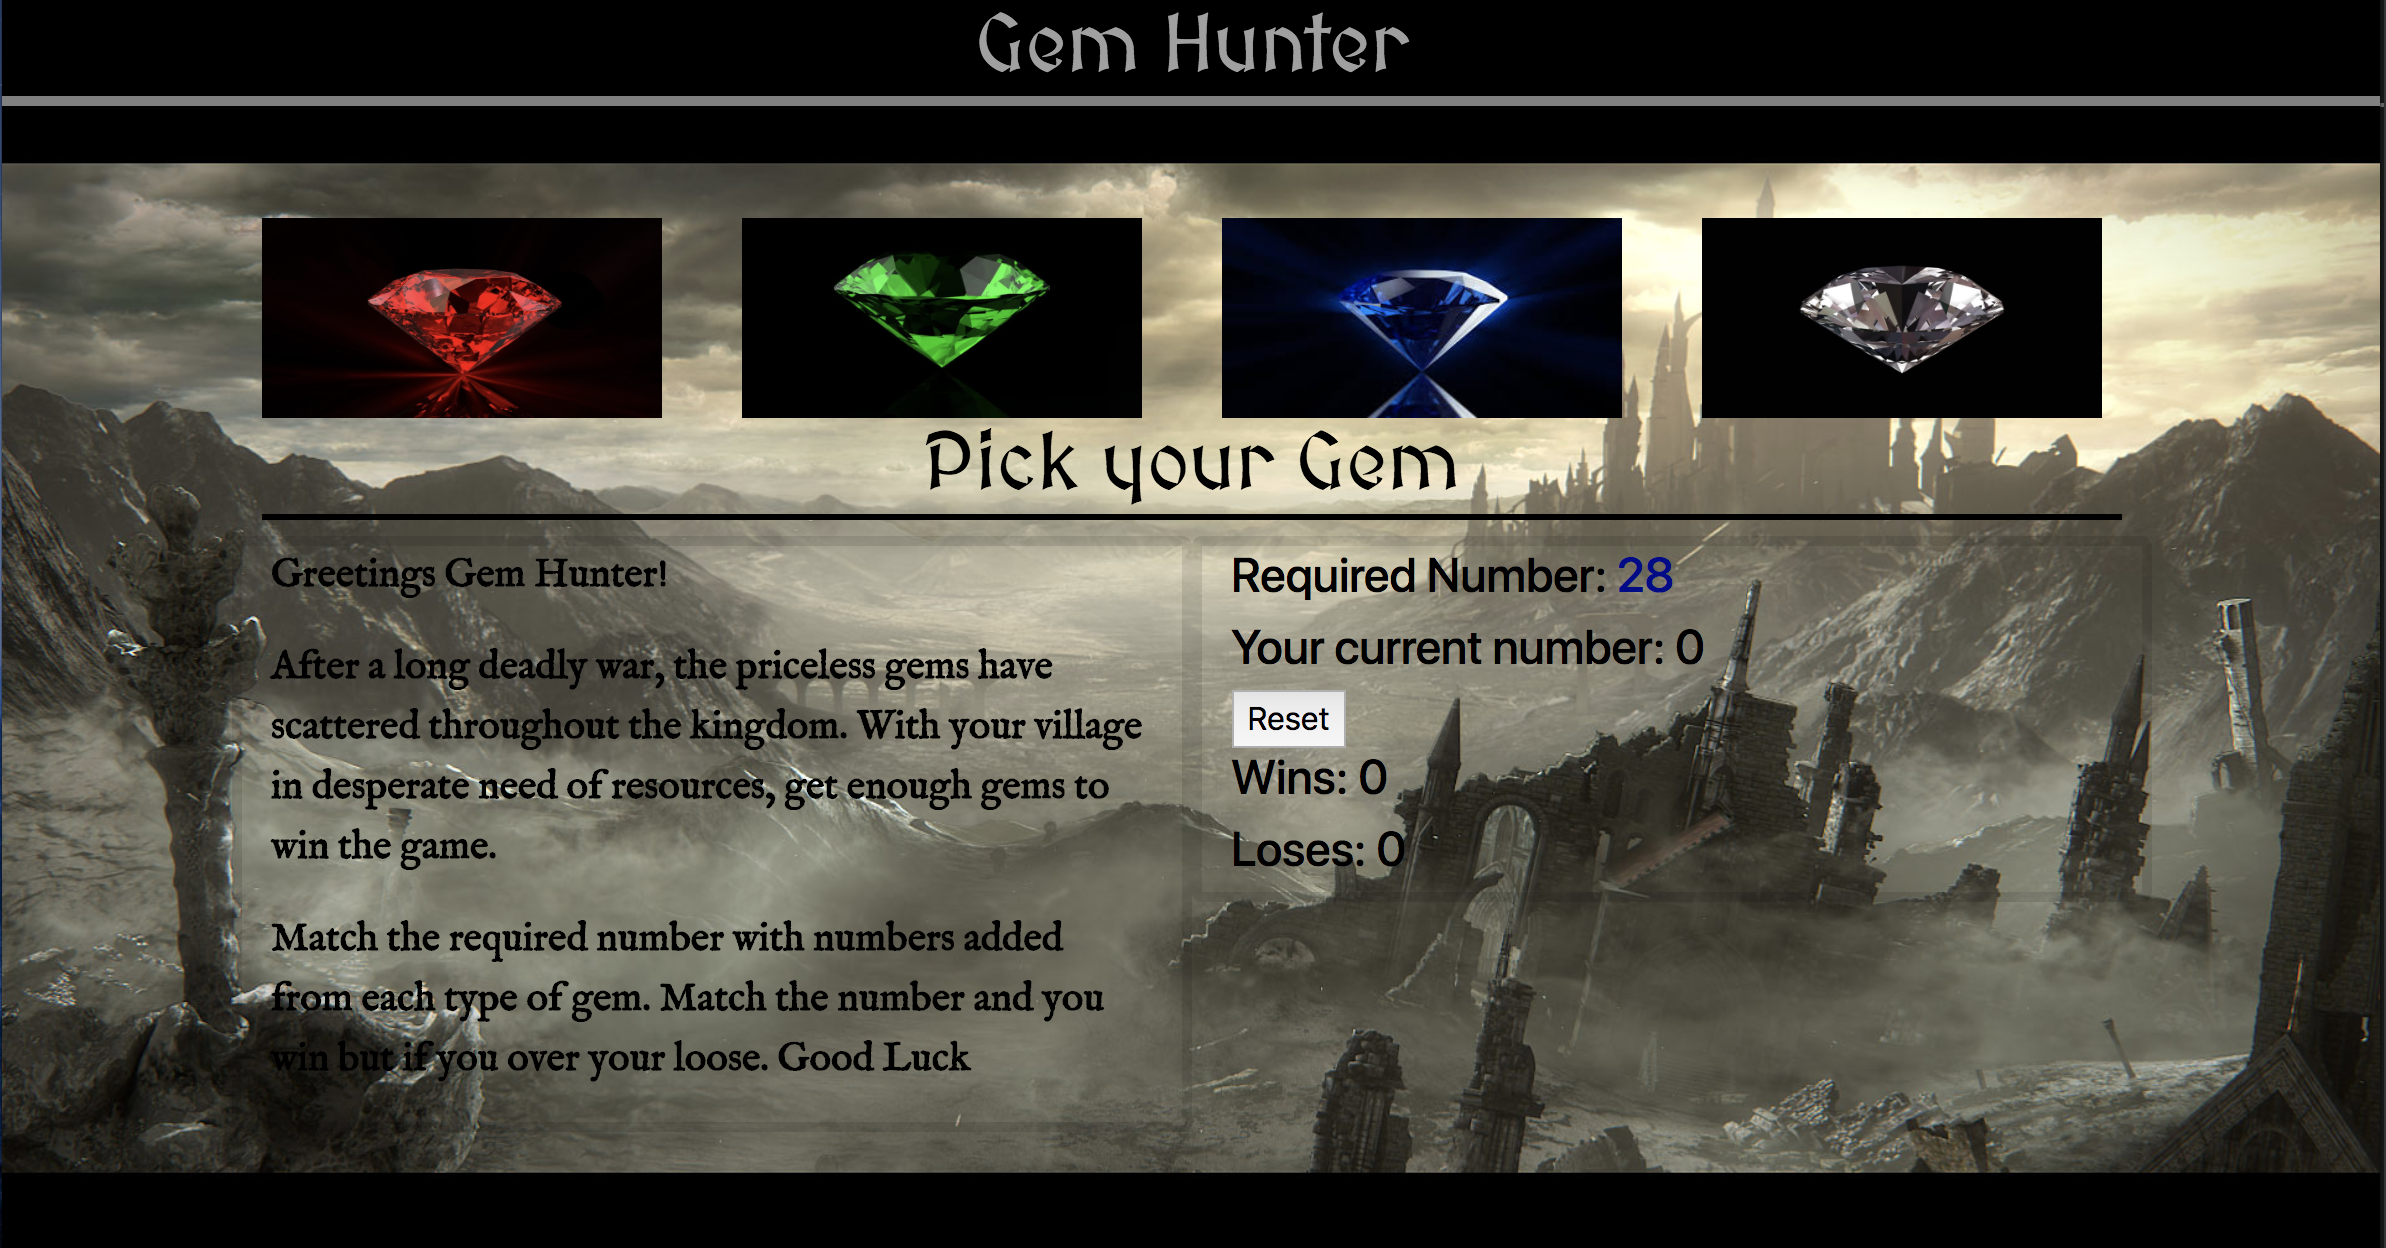 Gem Hunter
Pick your Gem
Greetings Gem Hunter!
After a long deadly war, the priceless gems have
scattered throughout the kingdom. With your village
in desperate need of resources, get enough gems to
win the game.
Match the required number with numbers added
from each type of gem. Match the number and you
win but if you over your loose. Good Luck
Required Number: 28
Your current number: 0
Reset
Wins: 0
Loses: 0